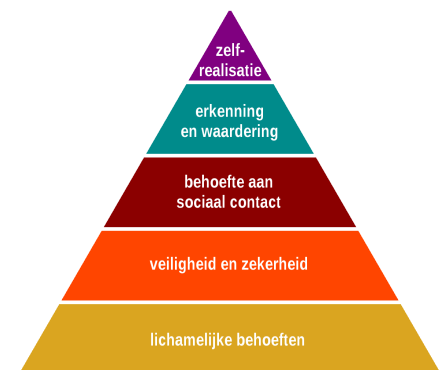 zelf-
realisatie
erkenning
en waardering
behoefte aan
sociaal contact
veiligheid en zekerheid
lichamelijke behoeften